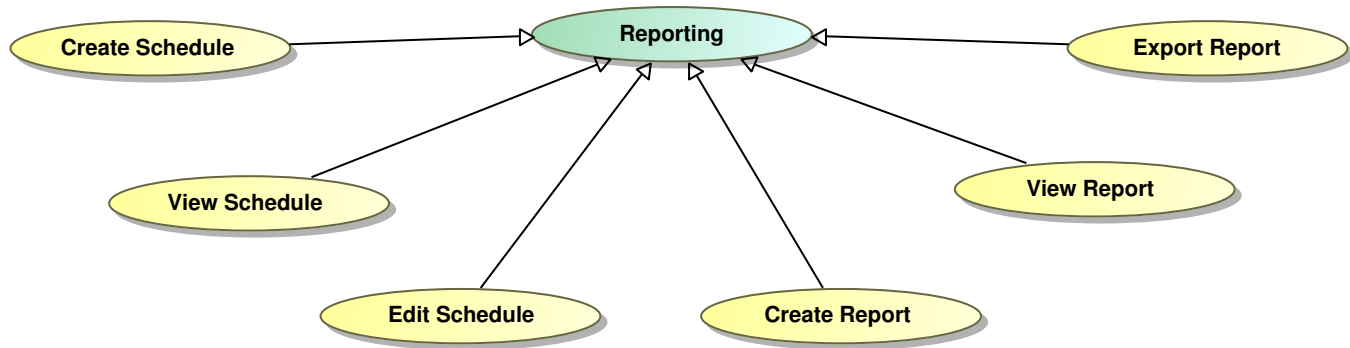 Reporting
Create Schedule
Export Report
View Schedule
View Report
Edit Schedule
Create Report